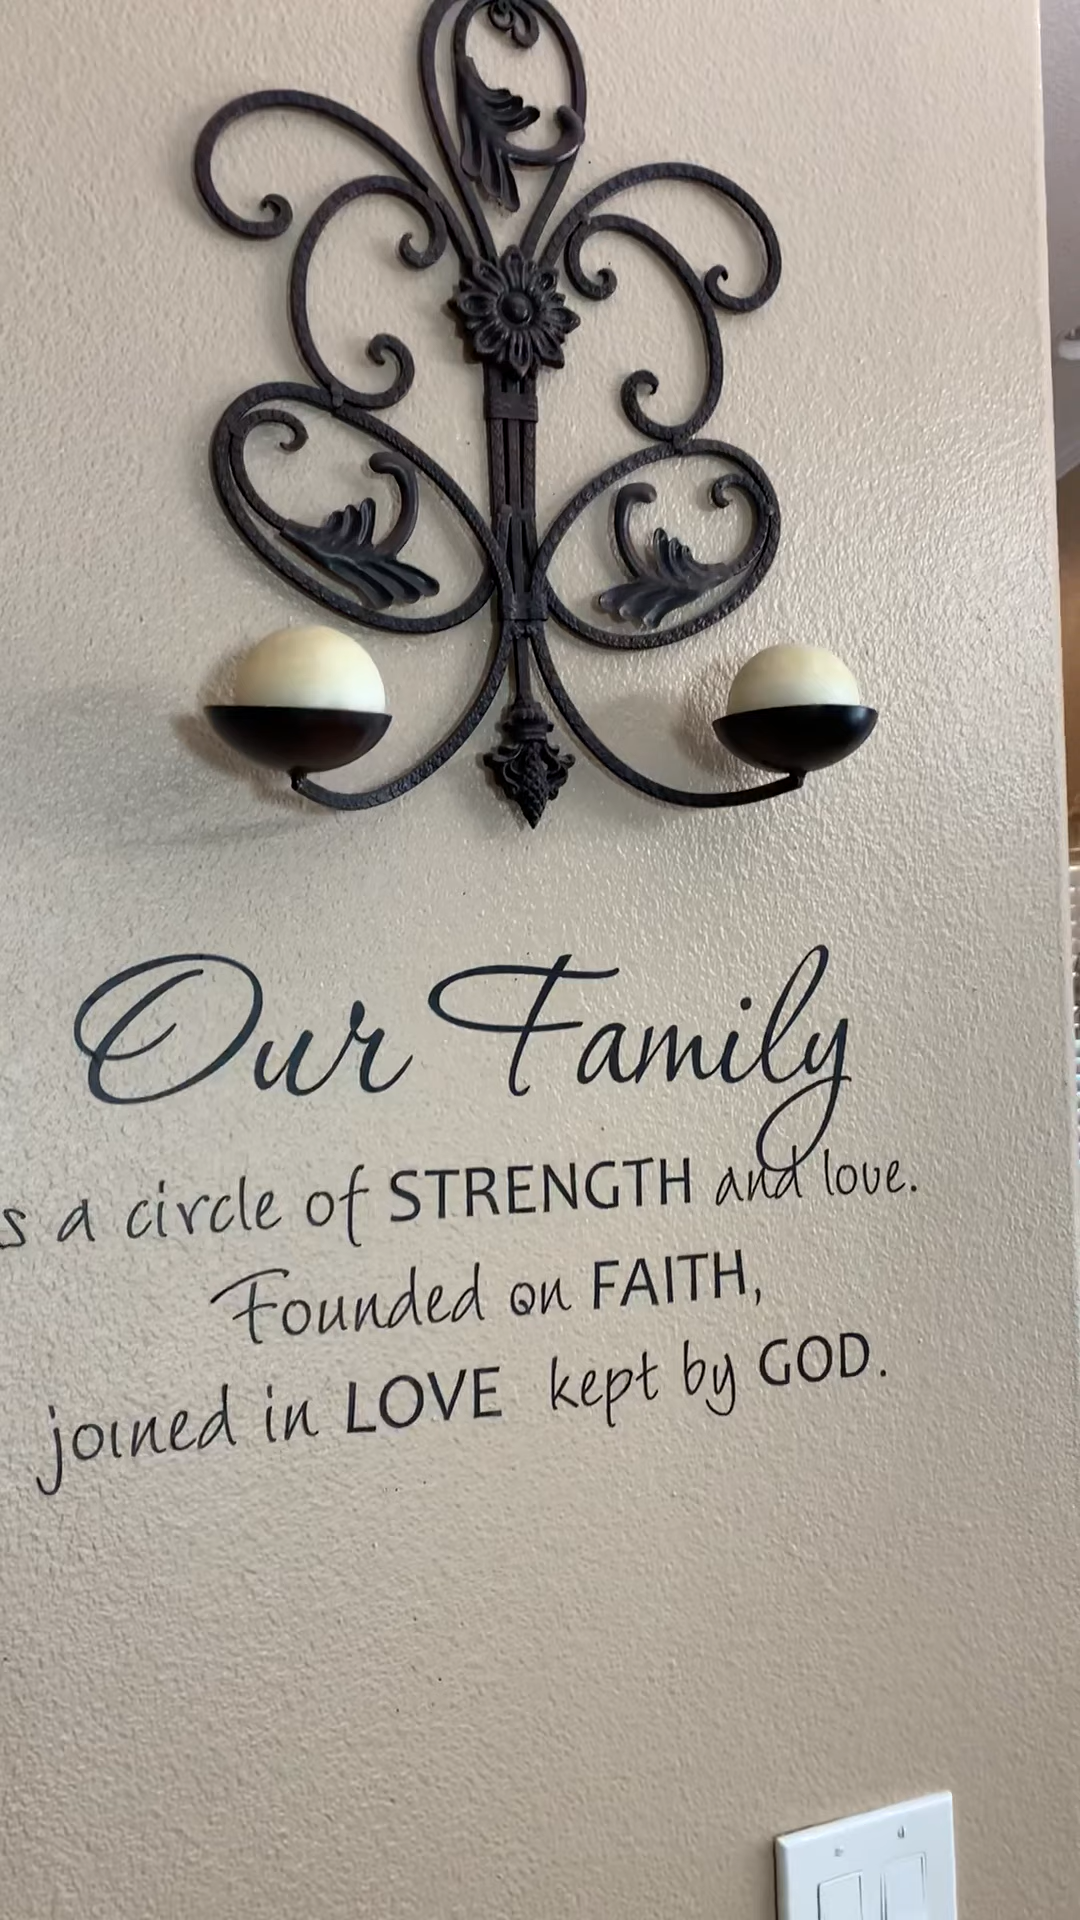 Our Family
s a circle of STRENGTH and love.
Founded on FAITH,
joined in LOVE kept by GOD.